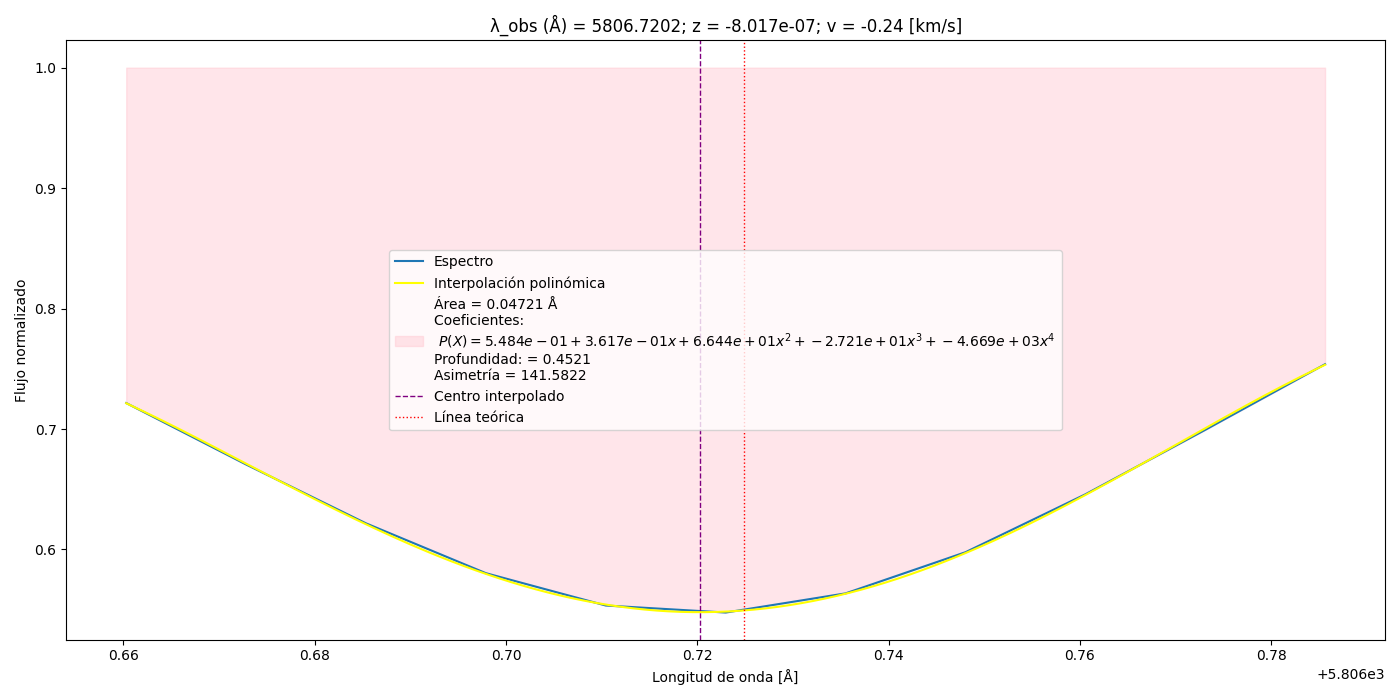 λ_obs (Å) = 5806.7202; z = -8.017e-07; v = -0.24 [km/s]
Flujo normalizado
1.0
0.9
0.8
0.7
0.6
Espectro
Interpolación polinómica
Área = 0.04721 Å
Coeficientes:
P(X) = 5.484e − 01 + 3.617e − 01x + 6.644e + 01x² + −2.721e + 01x³ + −4.669e + 03x⁴
Profundidad: = 0.4521
Asimetría = 141.5822
Centro interpolado
Línea teórica
0.66 0.68 0.70 0.72 0.74 0.76 0.78
+5.806e3
Longitud de onda [Å]